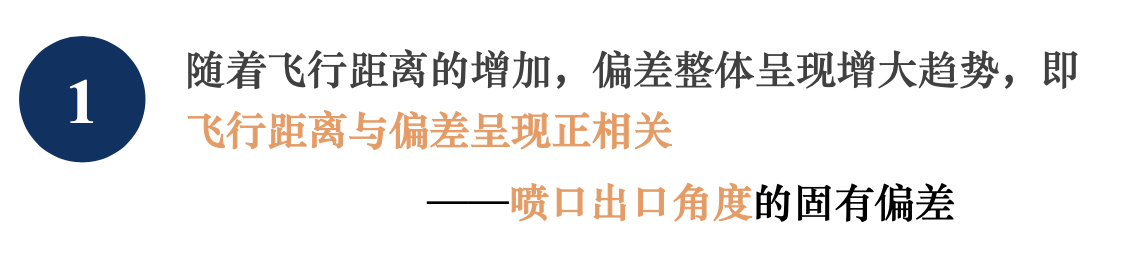 1
随着飞行距离的增加，偏差整体呈现增大趋势，即
飞行距离与偏差呈现正相关
——喷口出口角度的固有偏差